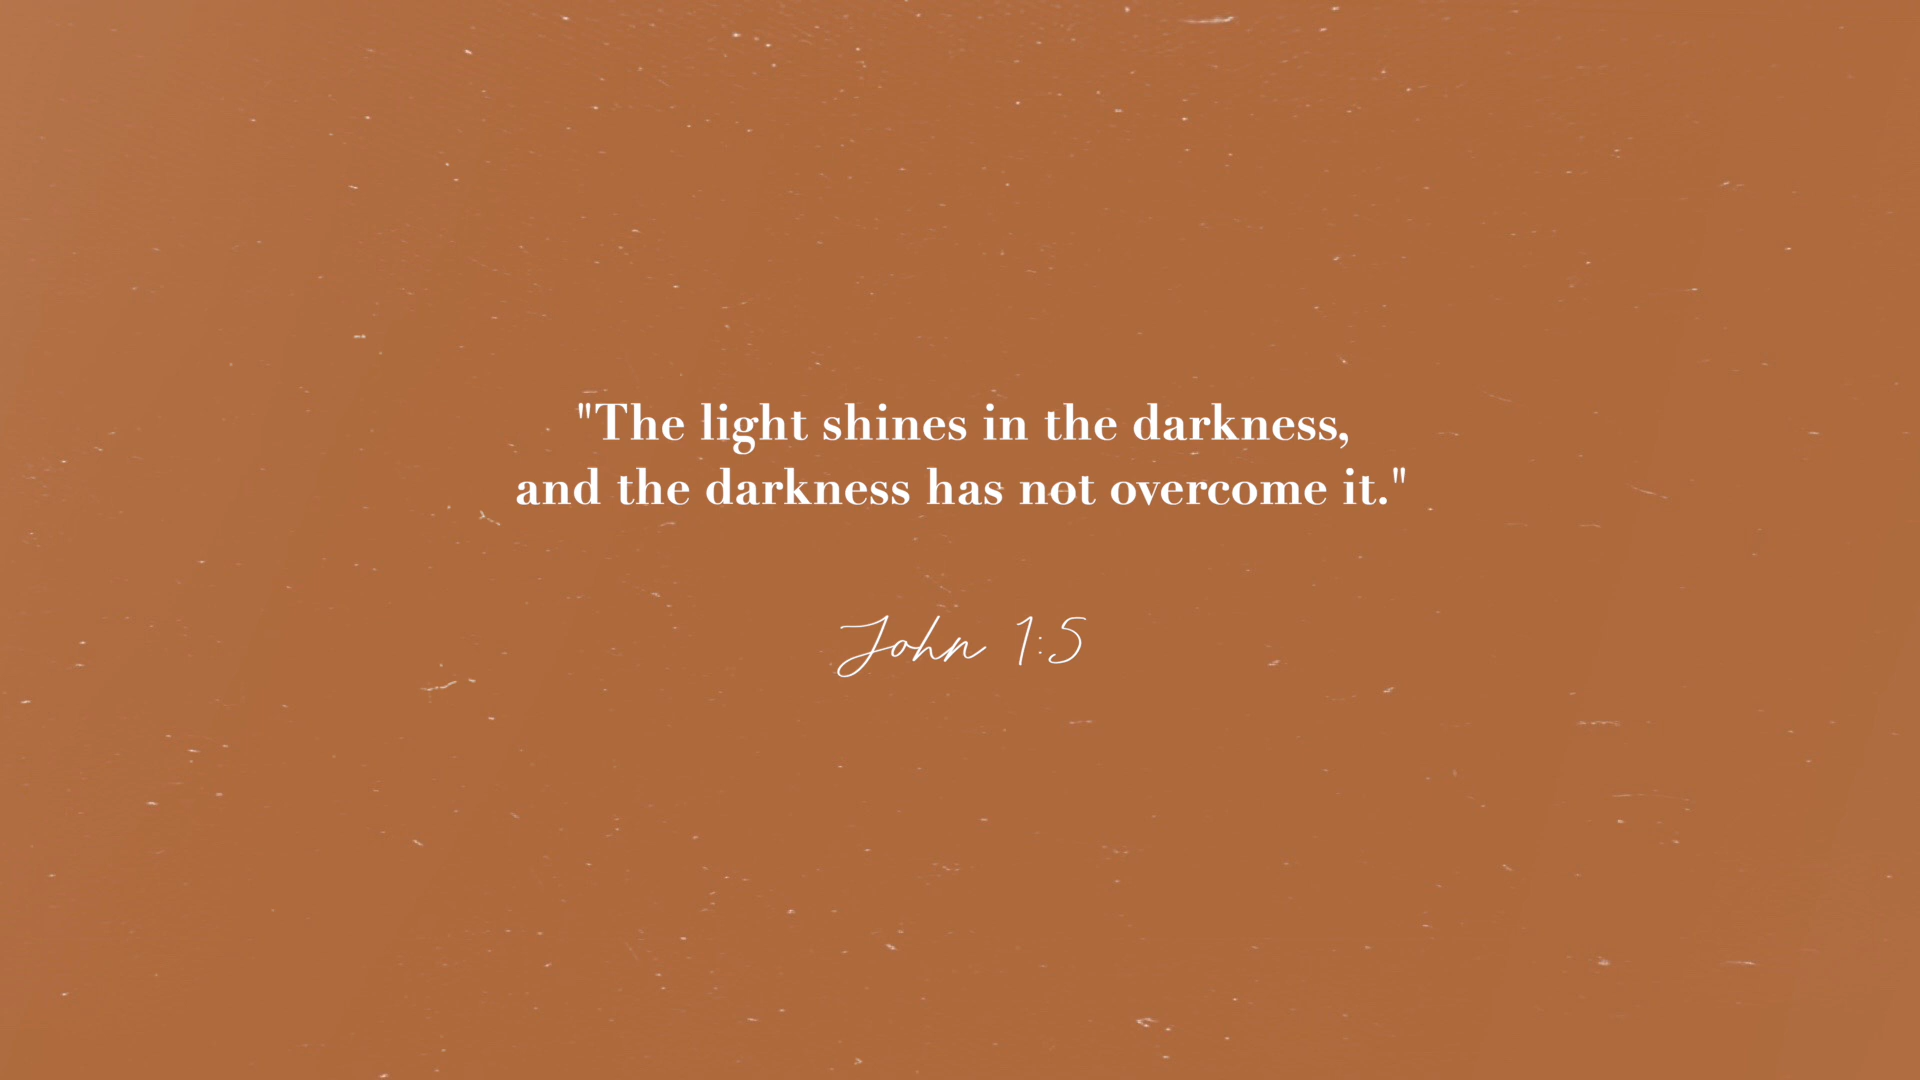 "The light shines in the darkness,
and the darkness has not overcome it."
John 1:5